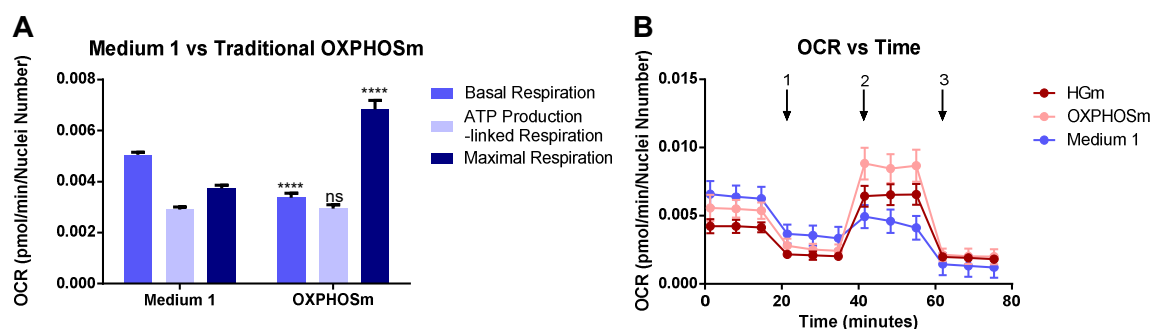 A
Medium 1 vs Traditional OXPHOSm
OCR (pmol/min/Nuclei Number)
0.008
0.006
0.004
0.002
0.000
****
ns
****
Medium 1
OXPHOSm
Basal Respiration
ATP Production
-linked Respiration
Maximal Respiration
B
OCR vs Time
OCR (pmol/min/Nuclei Nnumber)
0.015
0.010
0.005
0.000
1
2
3
0
20
40
60
80
Time (minutes)
HGm
OXPHOSm
Medium 1